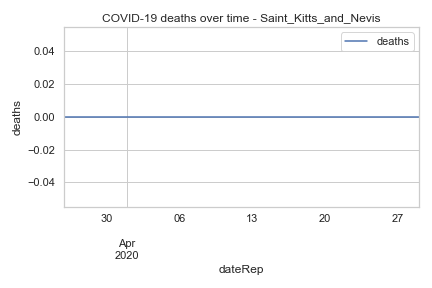 COVID-19 deaths over time - Saint_Kitts_and_Nevis
deaths
0.04
0.02
0.00
−0.02
−0.04
deaths
30
06
13
20
27
Apr
2020
dateRep